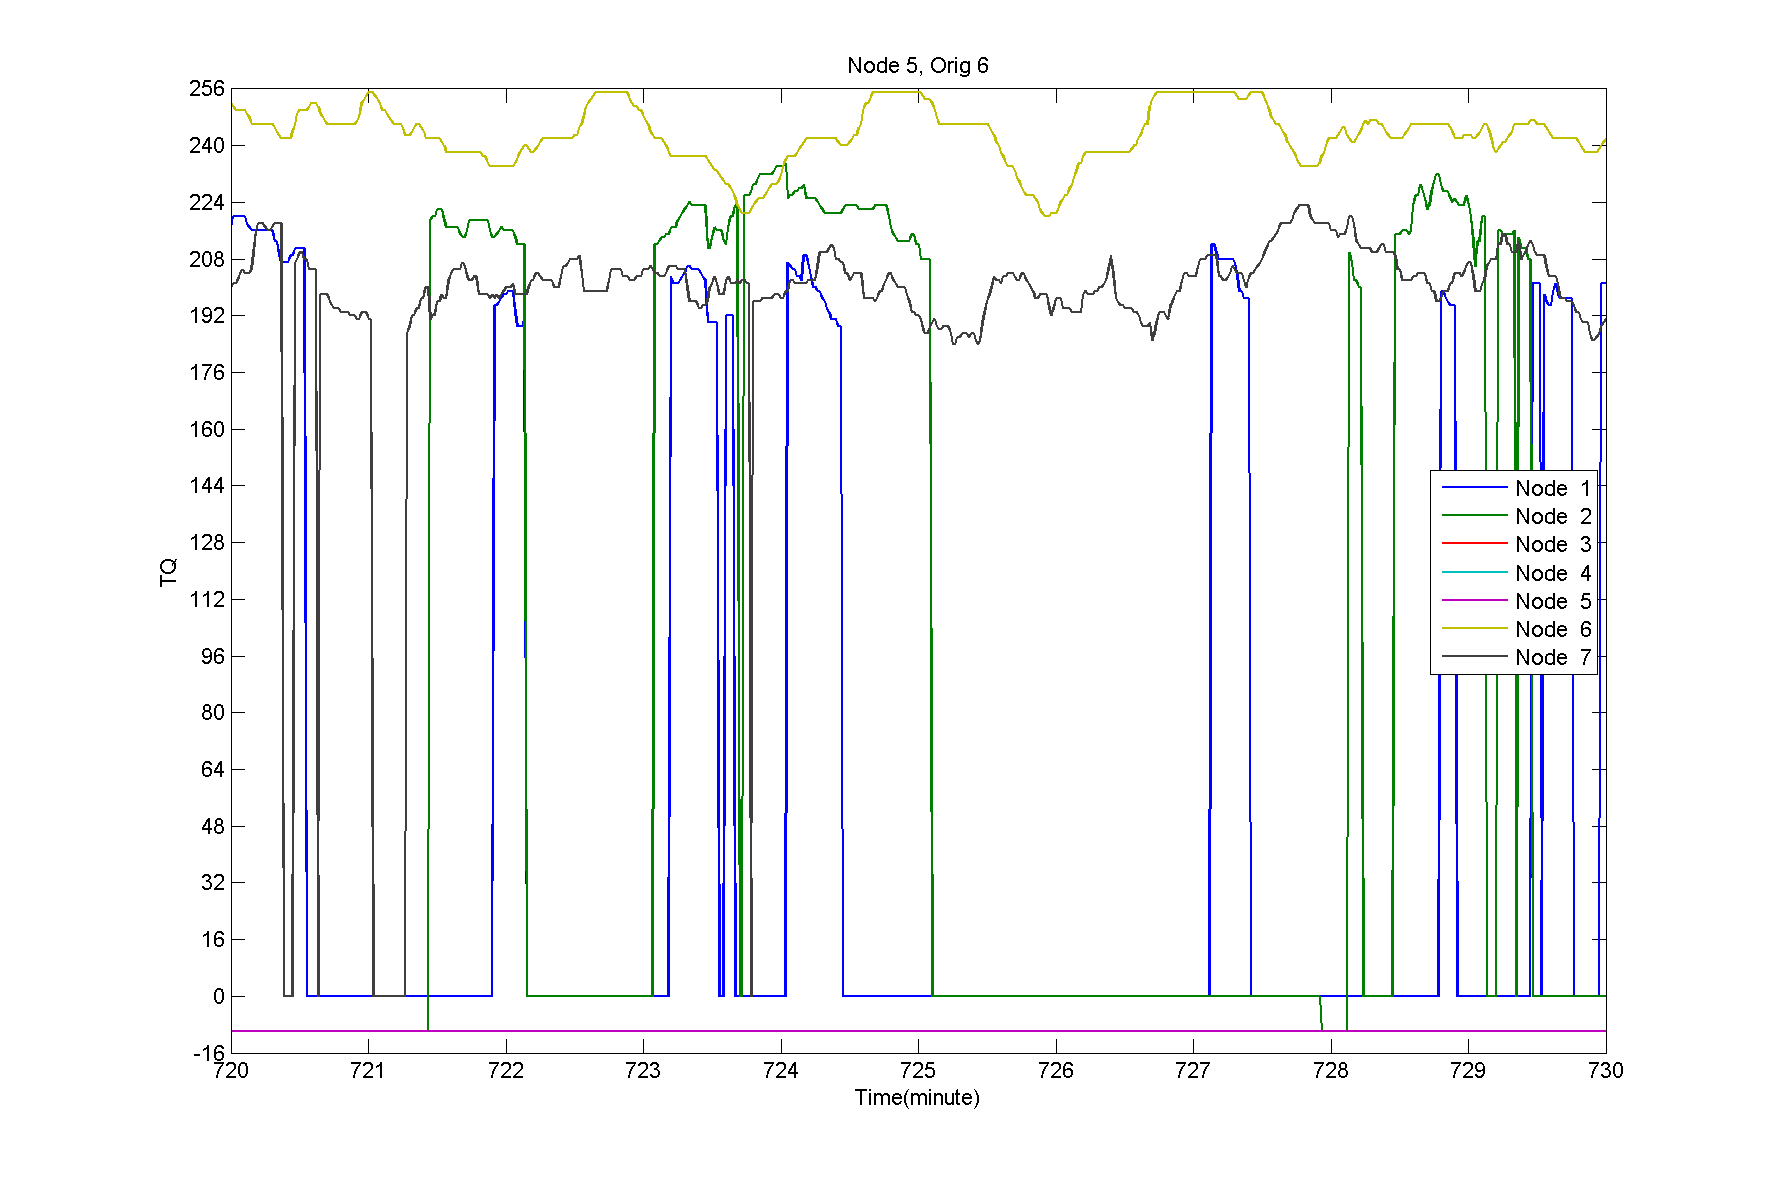 Node 5, Orig 6
256
240
224
208
192
176
160
144
128
112
96
80
64
48
32
16
0
-16
TQ
Node 1
Node 2
Node 3
Node 4
Node 5
Node 6
Node 7
720 721 722 723 724 725 726 727 728 729 730
Time(minute)